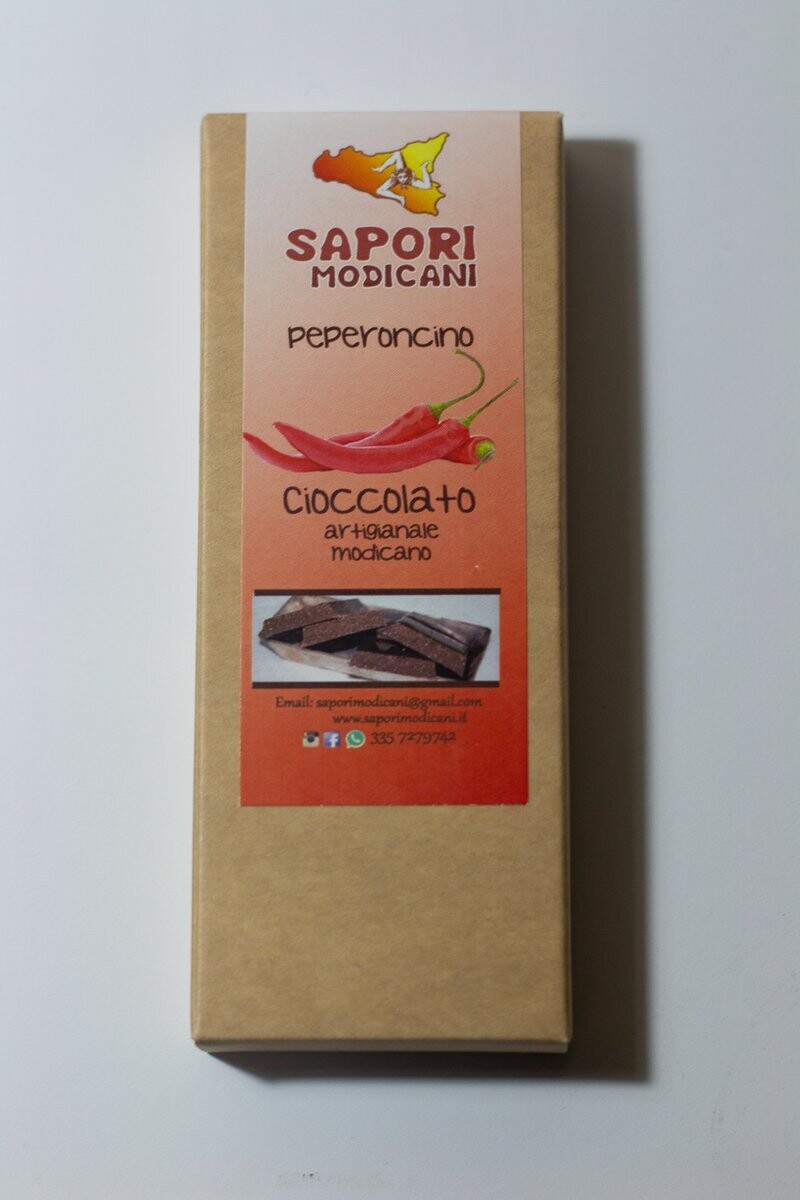 SAPORI
MODICANI
peperoncino
cioccolato
artigianale
modicano
Email: saporimodicani@gmail.com
www.saporimodicani.it
335 7279742